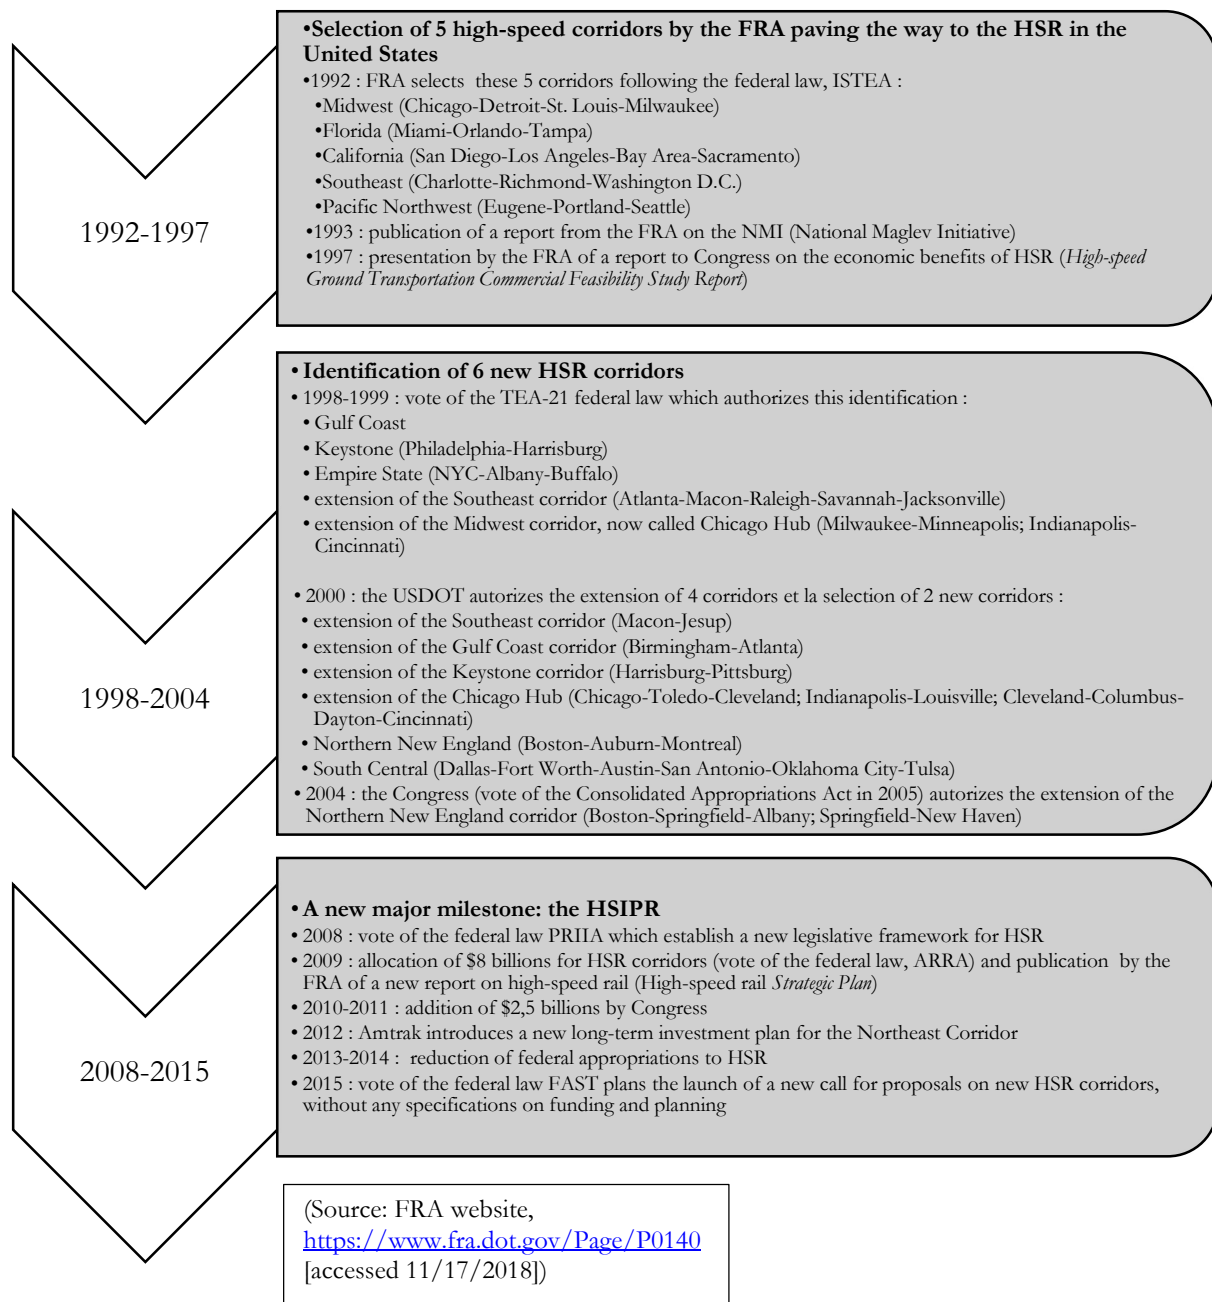 •Selection of 5 high-speed corridors by the FRA paving the way to the HSR in the
United States
•1992 : FRA selects these 5 corridors following the federal law, ISTEA :
•Midwest (Chicago-Detroit-St. Louis-Milwaukee)
•Florida (Miami-Orlando-Tampa)
•California (San Diego-Los Angeles-Bay Area-Sacramento)
•Southeast (Charlotte-Richmond-Washington D.C.)
•Pacific Northwest (Eugene-Portland-Seattle)
•1993 : publication of a report from the FRA on the NMI (National Maglev Initiative)
•1997 : presentation by the FRA of a report to Congress on the economic benefits of HSR (High-speed
Ground Transportation Commercial Feasibility Study Report)
1992-1997
• Identification of 6 new HSR corridors
• 1998-1999 : vote of the TEA-21 federal law which authorizes this identification :
• Gulf Coast
• Keystone (Philadelphia-Harrisburg)
• Empire State (NYC-Albany-Buffalo)
• extension of the Southeast corridor (Atlanta-Macon-Raleigh-Savannah-Jacksonville)
• extension of the Midwest corridor, now called Chicago Hub (Milwaukee-Minneapolis; Indianapolis-
Cincinnati)
• 2000 : the USDOT autorizes the extension of 4 corridors et la selection of 2 new corridors :
• extension of the Southeast corridor (Macon-Jesup)
• extension of the Gulf Coast corridor (Birmingham-Atlanta)
• extension of the Keystone corridor (Harrisburg-Pittsburg)
• extension of the Chicago Hub (Chicago-Toledo-Cleveland; Indianapolis-Louisville; Cleveland-Columbus-
Dayton-Cincinnati)
• Northern New England (Boston-Auburn-Montreal)
• South Central (Dallas-Fort Worth-Austin-San Antonio-Oklahoma City-Tulsa)
• 2004 : the Congress (vote of the Consolidated Appropriations Act in 2005) autorizes the extension of the
Northern New England corridor (Boston-Springfield-Albany; Springfield-New Haven)
1998-2004
• A new major milestone: the HSIPR
• 2008 : vote of the federal law PRIIA which establish a new legislative framework for HSR
• 2009 : allocation of $8 billions for HSR corridors (vote of the federal law, ARRA) and publication by the
FRA of a new report on high-speed rail (High-speed rail Strategic Plan)
• 2010-2011 : addition of $2,5 billions by Congress
• 2012 : Amtrak introduces a new long-term investment plan for the Northeast Corridor
• 2013-2014 : reduction of federal appropriations to HSR
• 2015 : vote of the federal law FAST plans the launch of a new call for proposals on new HSR corridors,
without any specifications on funding and planning
2008-2015
(Source: FRA website,
https://www.fra.dot.gov/Page/P0140
[accessed 11/17/2018])